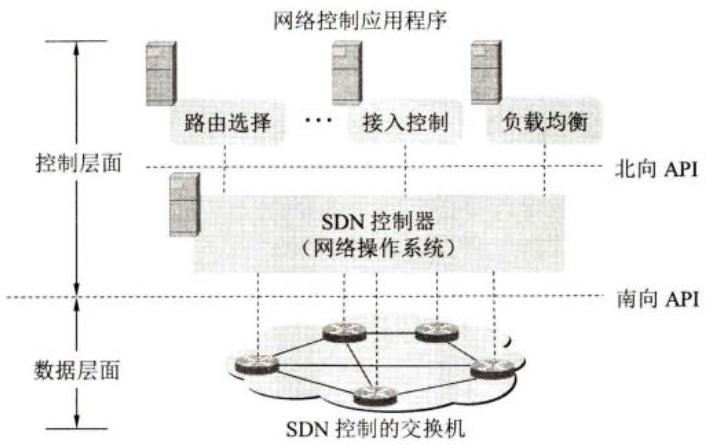 网络控制应用程序
路由选择
···
接入控制
负载均衡
控制层面
北向 API
SDN 控制器
（网络操作系统）
南向 API
数据层面
SDN 控制的交换机